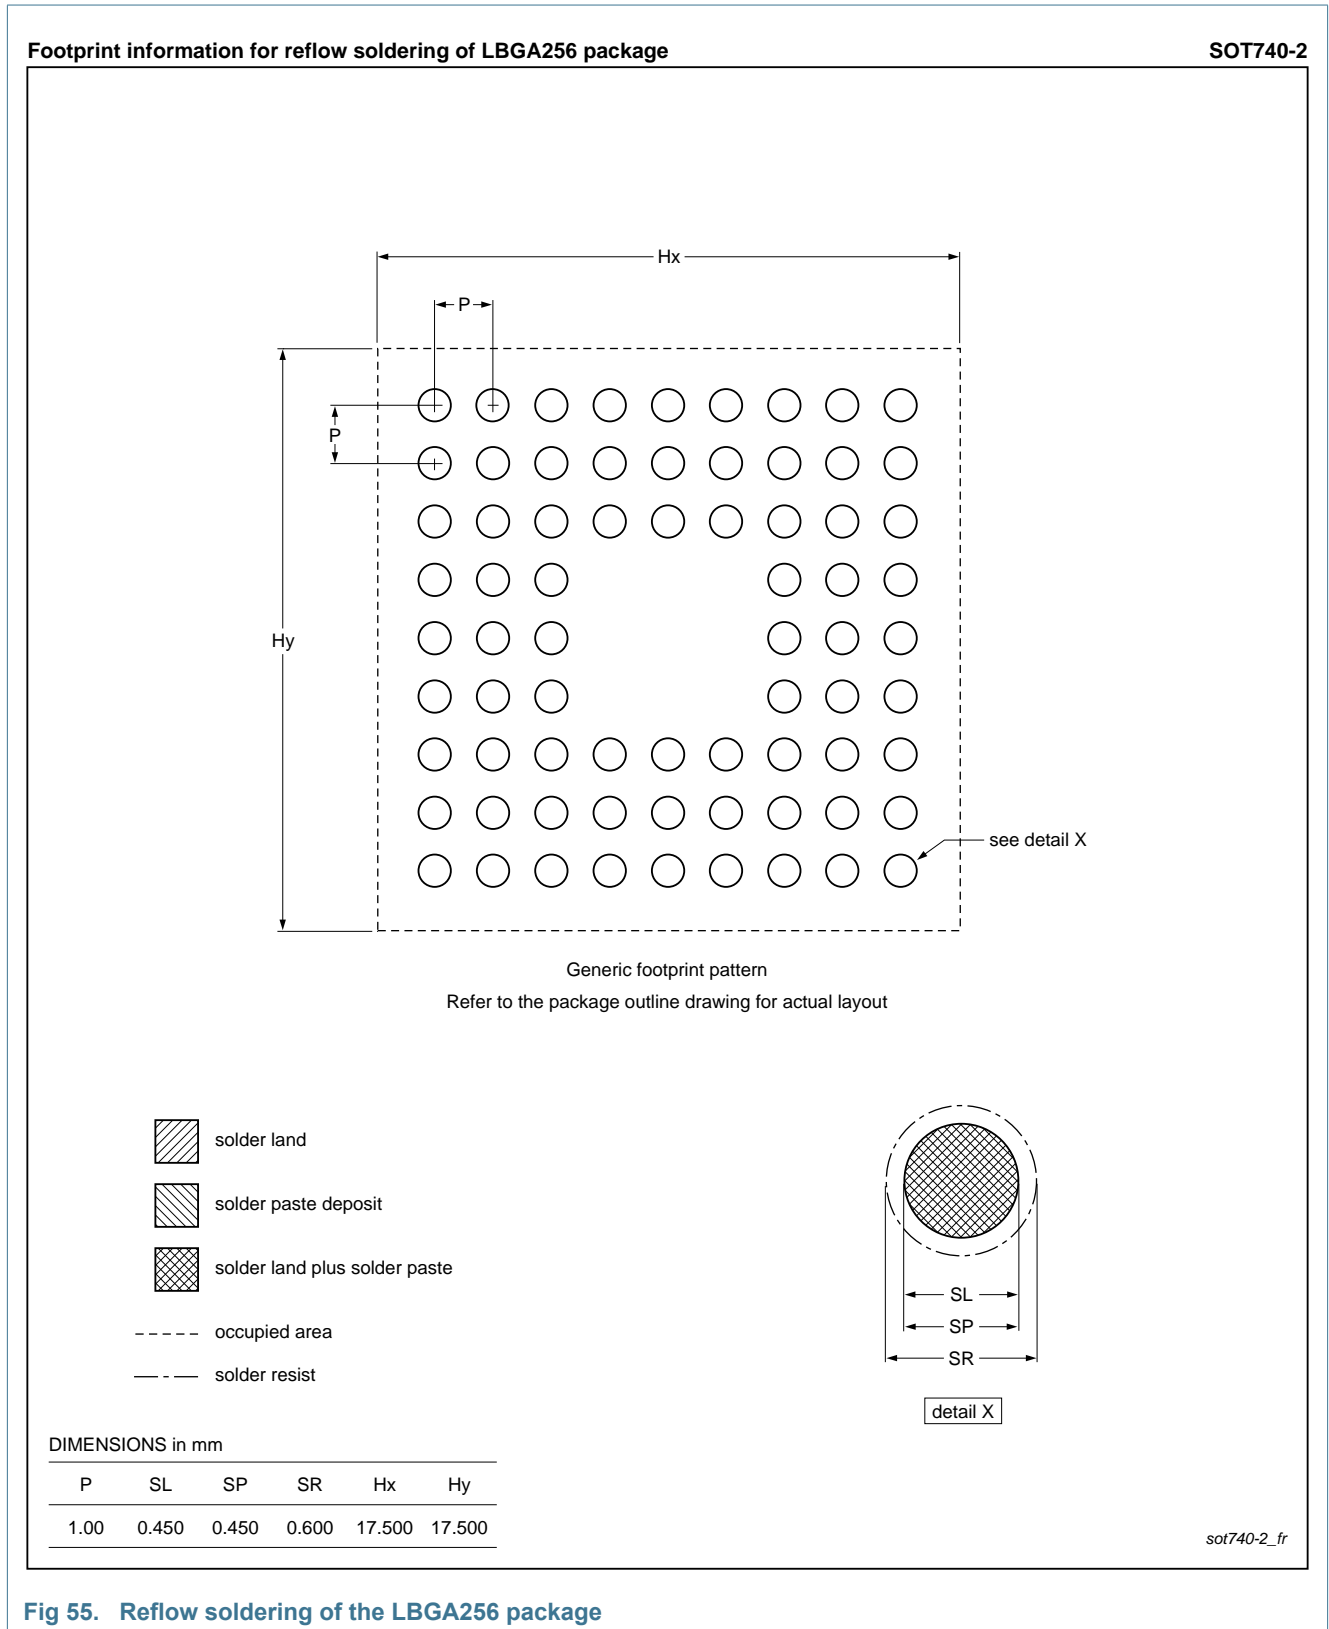 Footprint information for reflow soldering of LBGA256 package SOT740-2
Hx
P
P
Hy
see detail X
Generic footprint pattern
Refer to the package outline drawing for actual layout
solder land
solder paste deposit
solder land plus solder paste
occupied area
solder resist
SL
SP
SR
detail X
DIMENSIONS in mm
P SL SP SR Hx Hy
1.00 0.450 0.450 0.600 17.500 17.500
sot740-2_fr
Fig 55. Reflow soldering of the LBGA256 package